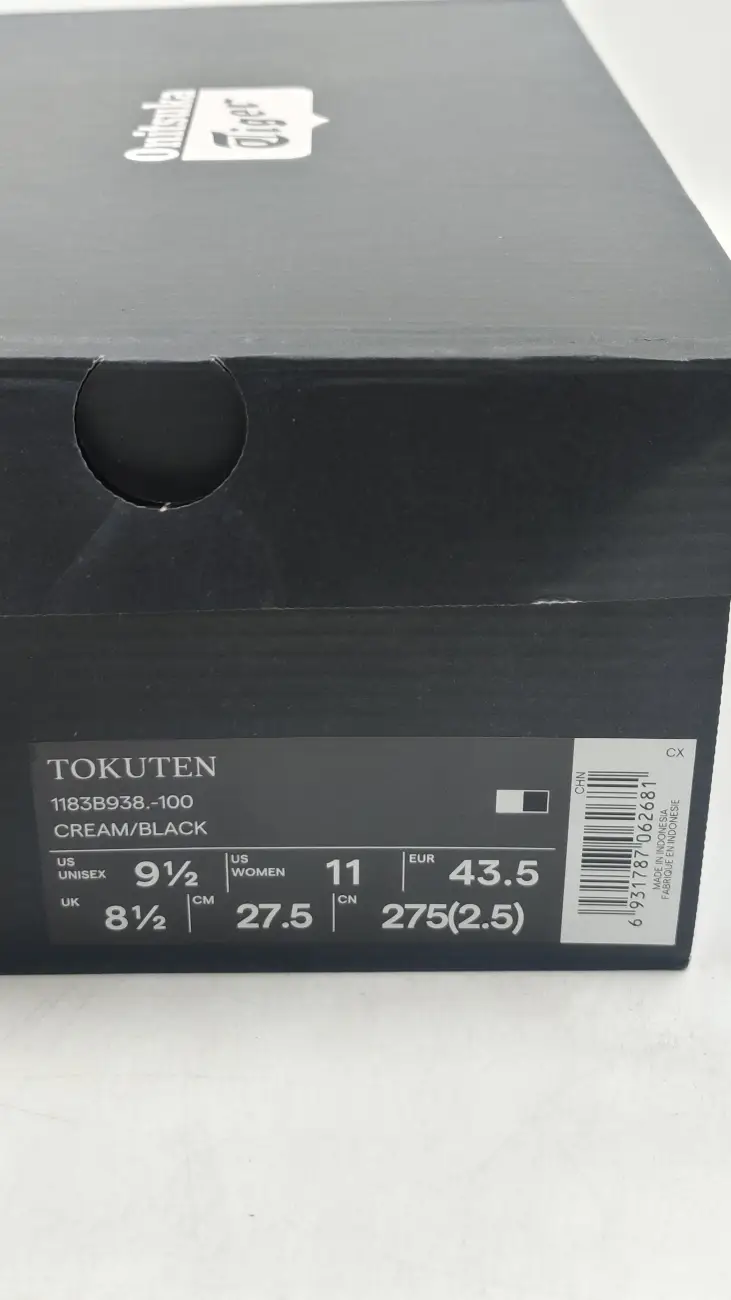 Onitsuka
Tiger
TOKUTEN
1183B938.-100
CREAM/BLACK
US UNISEX 9½ US WOMEN 11 EUR 43.5
UK 8½ CM 27.5 CN 275(2.5)
CX
CHN
6 931787 062681
MADE IN INDONESIA
FABRIQUE EN INDONESIE